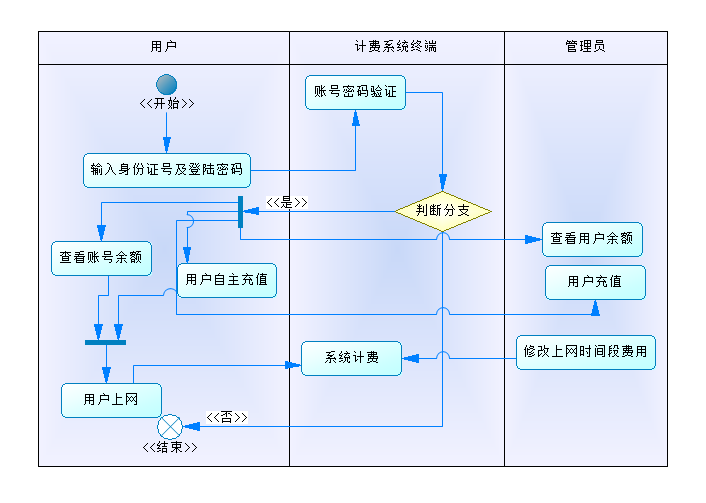 用户
计费系统终端
管理员
<<开始>>
账号密码验证
输入身份证号及登陆密码
<<是>>
判断分支
查看用户余额
查看账号余额
用户自主充值
用户充值
系统计费
修改上网时间段费用
用户上网
<<否>>
<<结束>>